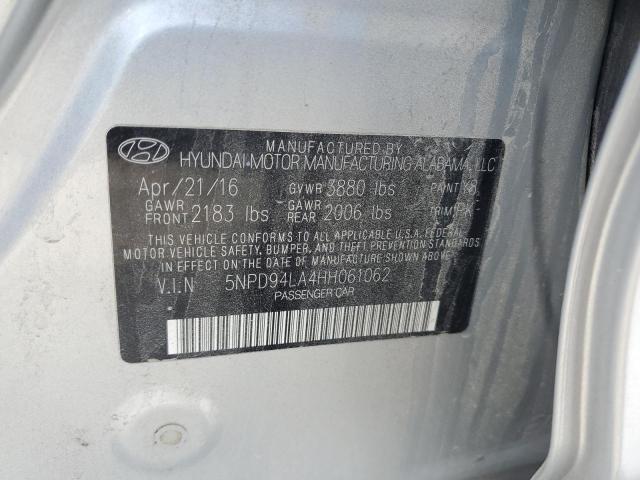 MANUFACTURED BY
HYUNDAI MOTOR MANUFACTURING ALABAMA, LLC
Apr/21/16 GVWR 3880 lbs PAINT
GAWR FRONT 2183 lbs GAWR REAR 2006 lbs TRIM
THIS VEHICLE CONFORMS TO ALL APPLICABLE U.S.A. FEDERAL
MOTOR VEHICLE SAFETY, BUMPER, AND THEFT PREVENTION STANDARDS
IN EFFECT ON THE DATE OF MANUFACTURE SHOWN ABOVE.
V.I.N 5NPD94LA4HH061062
PASSENGER CAR